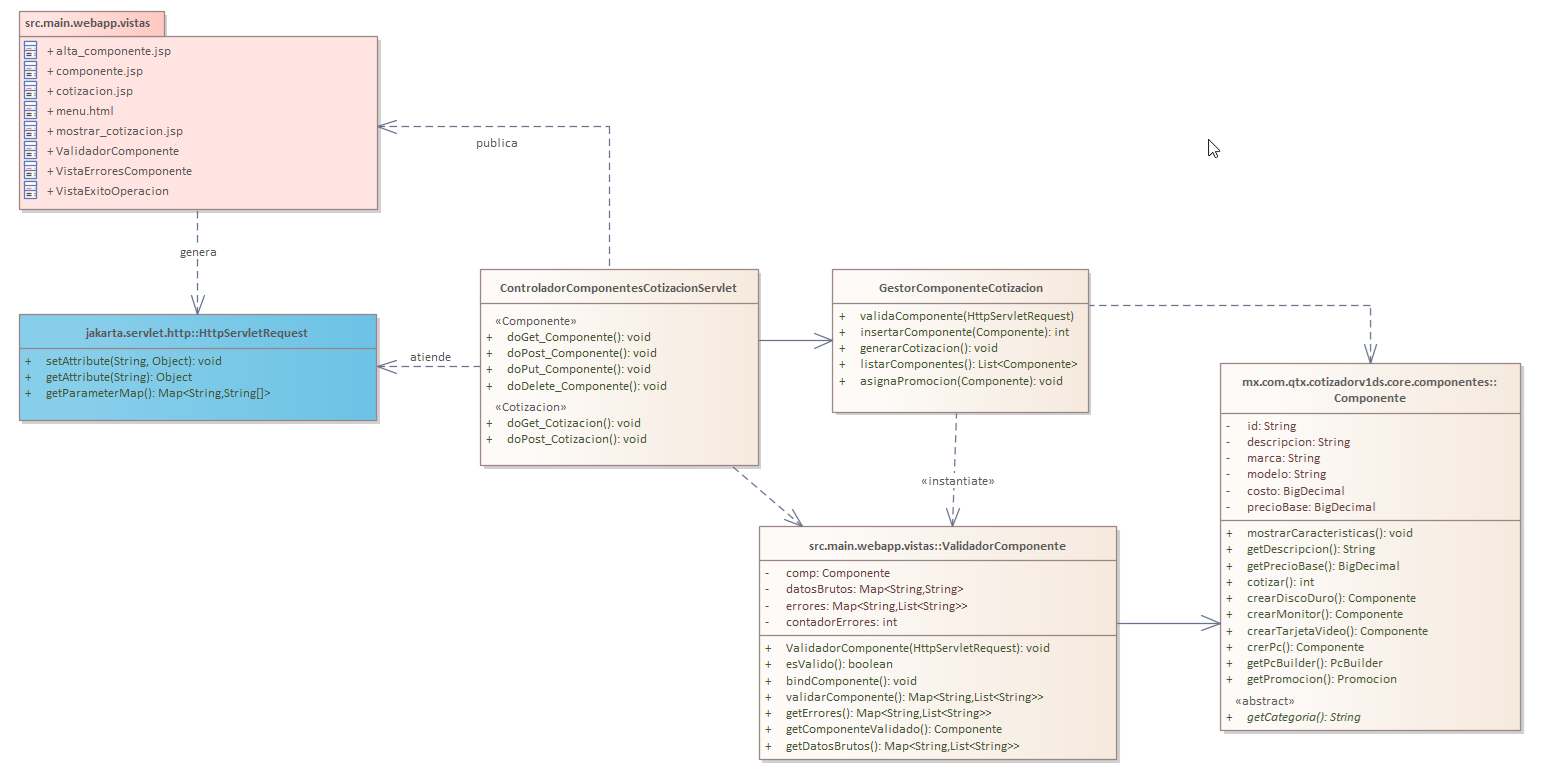 src.main.webapp.vistas
+ alta_componente.jsp
+ componente.jsp
+ cotizacion.jsp
+ menu.html
+ mostrar_cotizacion.jsp
+ ValidadorComponente
+ VistaErroresComponente
+ VistaExitoOperacion
publica
genera
jakarta.servlet.http::HttpServletRequest
+ setAttribute(String, Object): void
+ getAttribute(String): Object
+ getParameterMap(): Map<String,String[]>
atiende
ControladorComponentesCotizacionServlet
«Componente»
+ doGet_Componente(): void
+ doPost_Componente(): void
+ doPut_Componente(): void
+ doDelete_Componente(): void
«Cotizacion»
+ doGet_Cotizacion(): void
+ doPost_Cotizacion(): void
GestorComponenteCotizacion
+ validaComponente(HttpServletRequest)
+ insertarComponente(Componente): int
+ generarCotizacion(): void
+ listarComponentes(): List<Componente>
+ asignaPromocion(Componente): void
«instantiate»
src.main.webapp.vistas::ValidadorComponente
- comp: Componente
- datosBrutos: Map<String,String>
- errores: Map<String,List<String>>
- contadorErrores: int
+ ValidadorComponente(HttpServletRequest): void
+ esValido(): boolean
+ bindComponente(): void
+ validarComponente(): Map<String,List<String>>
+ getErrores(): Map<String,List<String>>
+ getComponenteValidado(): Componente
+ getDatosBrutos(): Map<String,List<String>>
mx.com.qtx.cotizadorv1ds.core.componentes::
Componente
- id: String
- descripcion: String
- marca: String
- modelo: String
- costo: BigDecimal
- precioBase: BigDecimal
+ mostrarCaracteristicas(): void
+ getDescripcion(): String
+ getPrecioBase(): BigDecimal
+ cotizar(): int
+ crearDiscoDuro(): Componente
+ crearMonitor(): Componente
+ crearTarjetaVideo(): Componente
+ crerPc(): Componente
+ getPcBuilder(): PcBuilder
+ getPromocion(): Promocion
«abstract»
+ getCategoria(): String